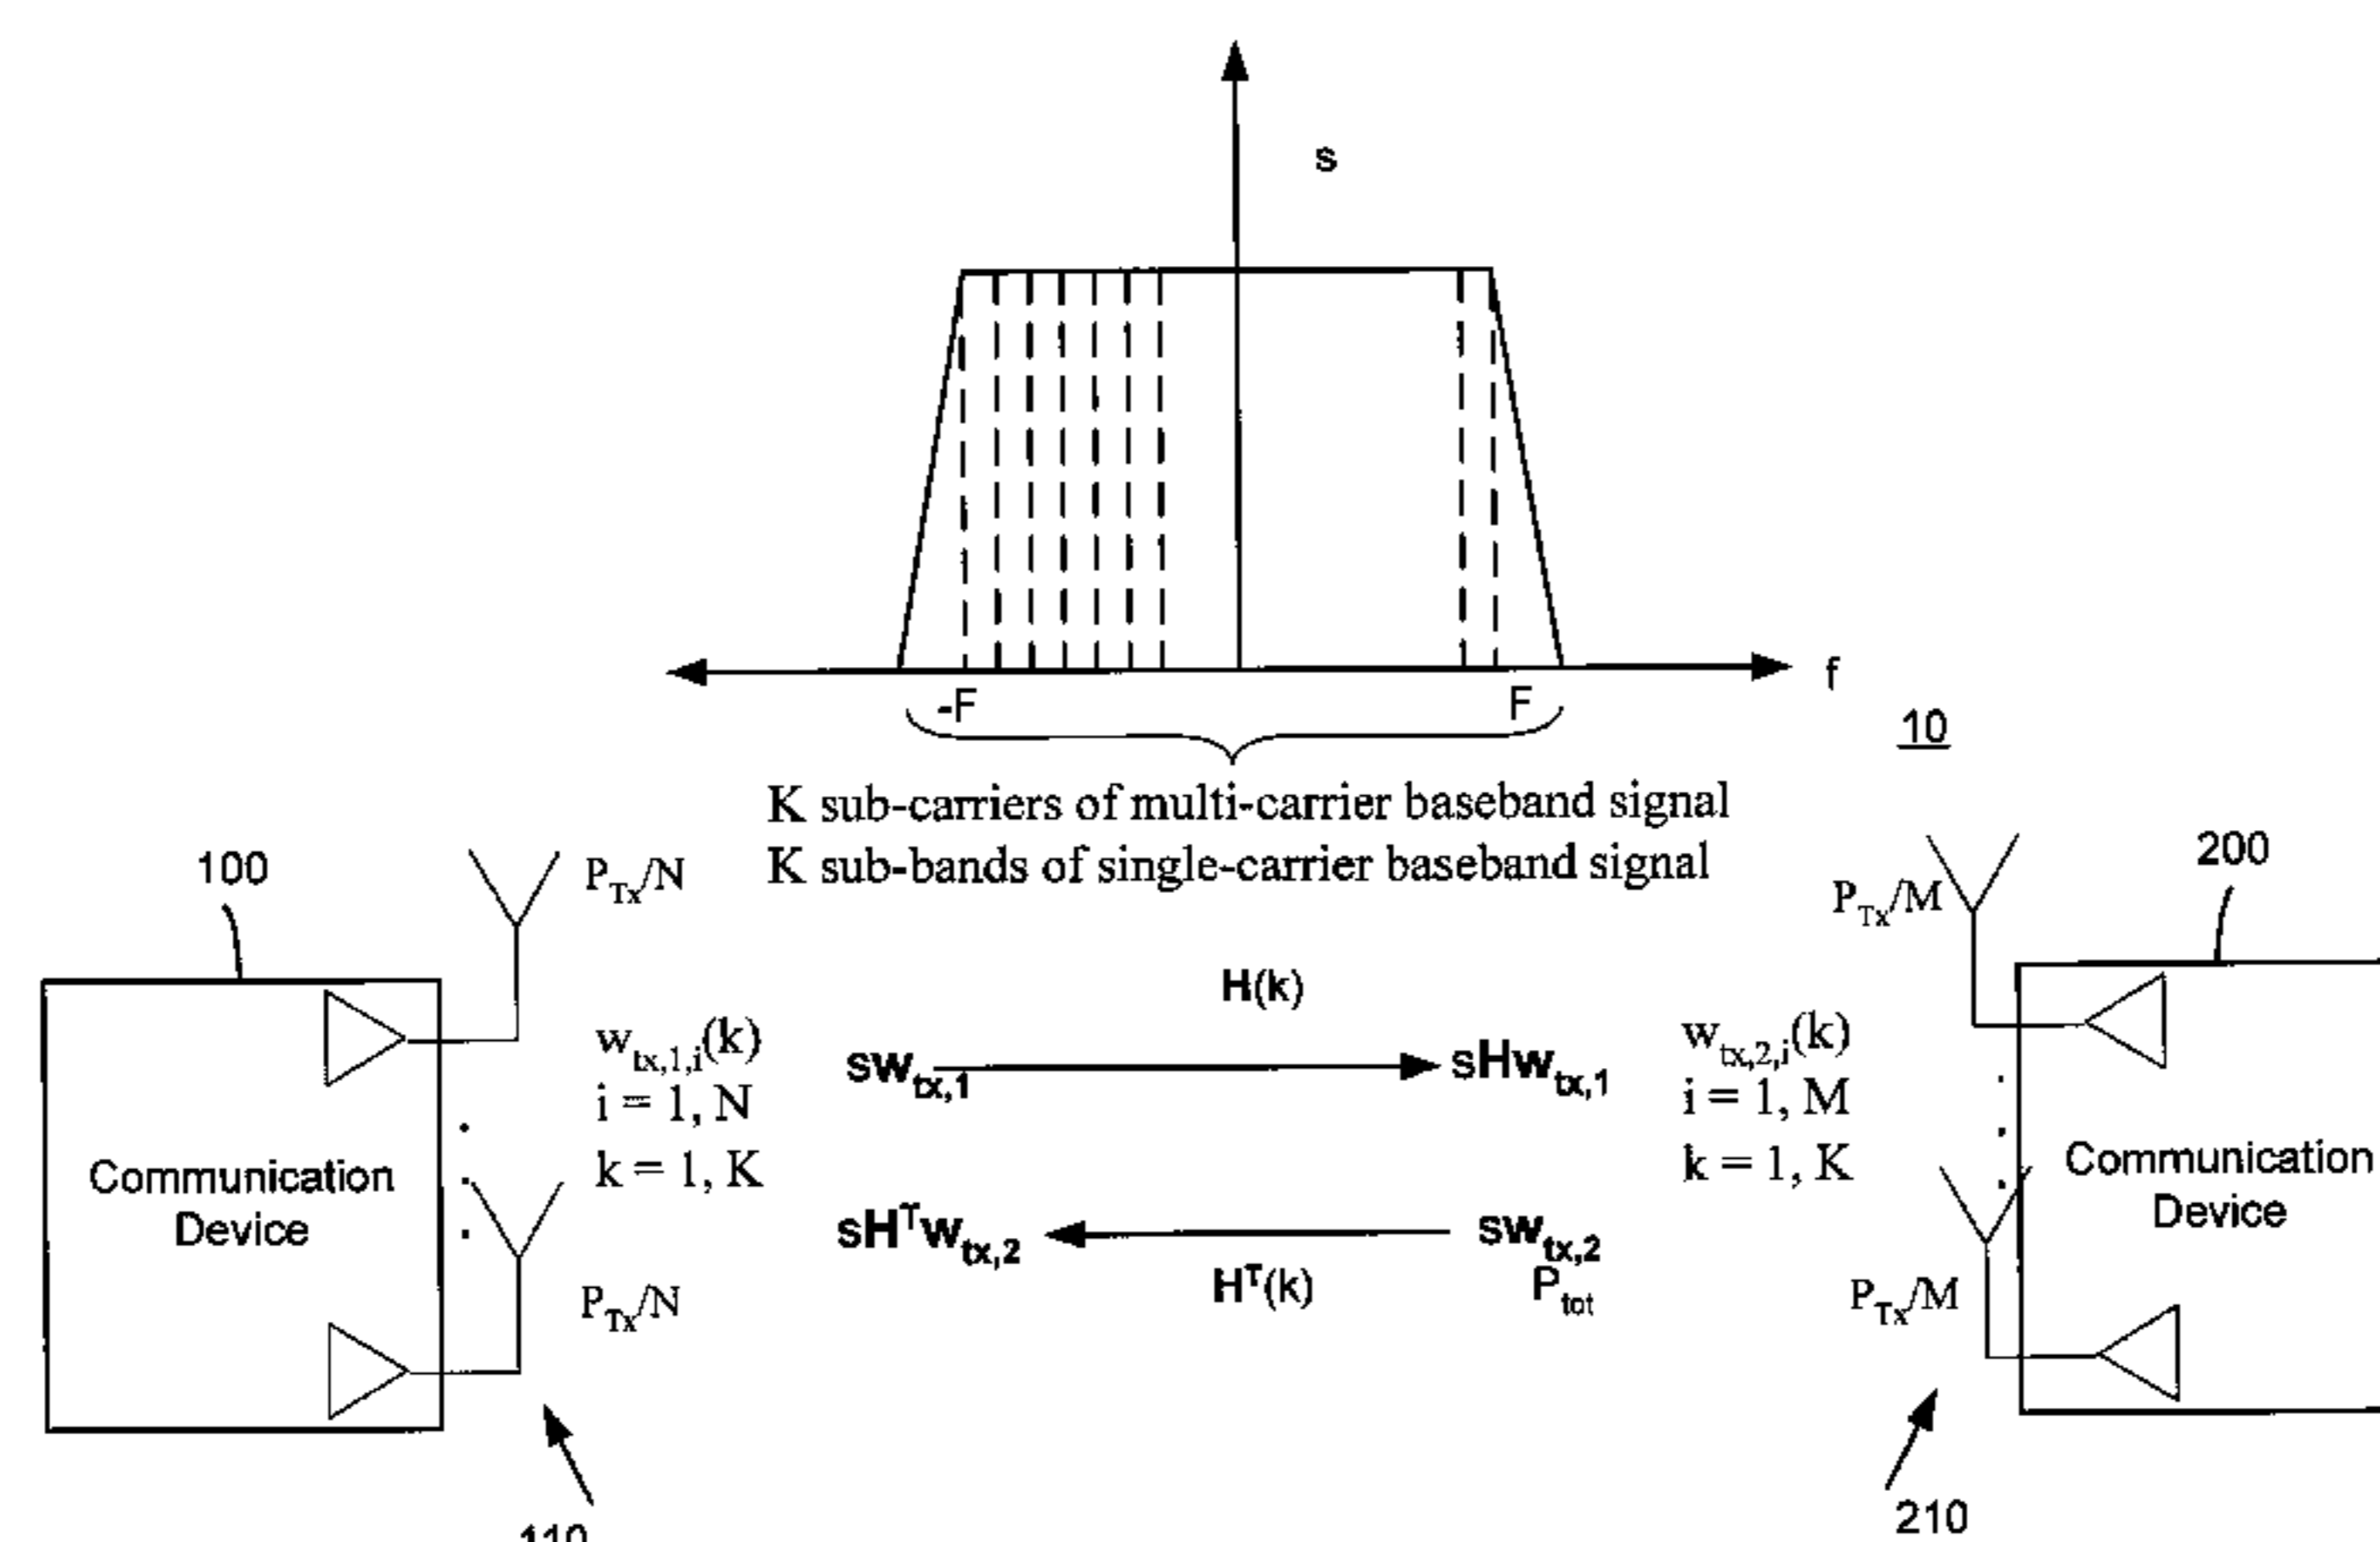 s
f
-F
F
10
K sub-carriers of multi-carrier baseband signal
K sub-bands of single-carrier baseband signal
100
P_Tx/N
P_Tx/M
200
H(k)
w_tx,1,i(k)
i = 1, N
k = 1, K
sw_tx,1
sHw_tx,1
w_tx,2,i(k)
i = 1, M
k = 1, K
Communication
Device
Communication
Device
sH^T w_tx,2
sw_tx,2
P_tot
H^T(k)
P_Tx/N
P_Tx/M
110
210